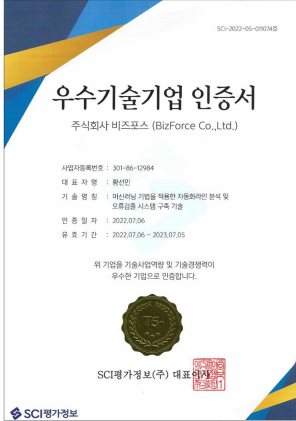 SCI-2022-05-011074호
우수기술기업 인증서
주식회사 비즈포스 (BizForce Co.,Ltd.)
사업자등록번호 : 301-86-12984
대 표 자 명 : 황선민
기 술 명 칭 : 머신러닝 기법을 적용한 자동화라인 분석 및
오류검출 시스템 구축 기술
인 증 일 자 : 2022.07.06
유 효 기 간 : 2022.07.06 ~ 2023.07.05
위 기업을 기술사업역량 및 기술경쟁력이
우수한 기업으로 인증합니다.
SCI평가정보(주) 대표이사
SCI평가정보